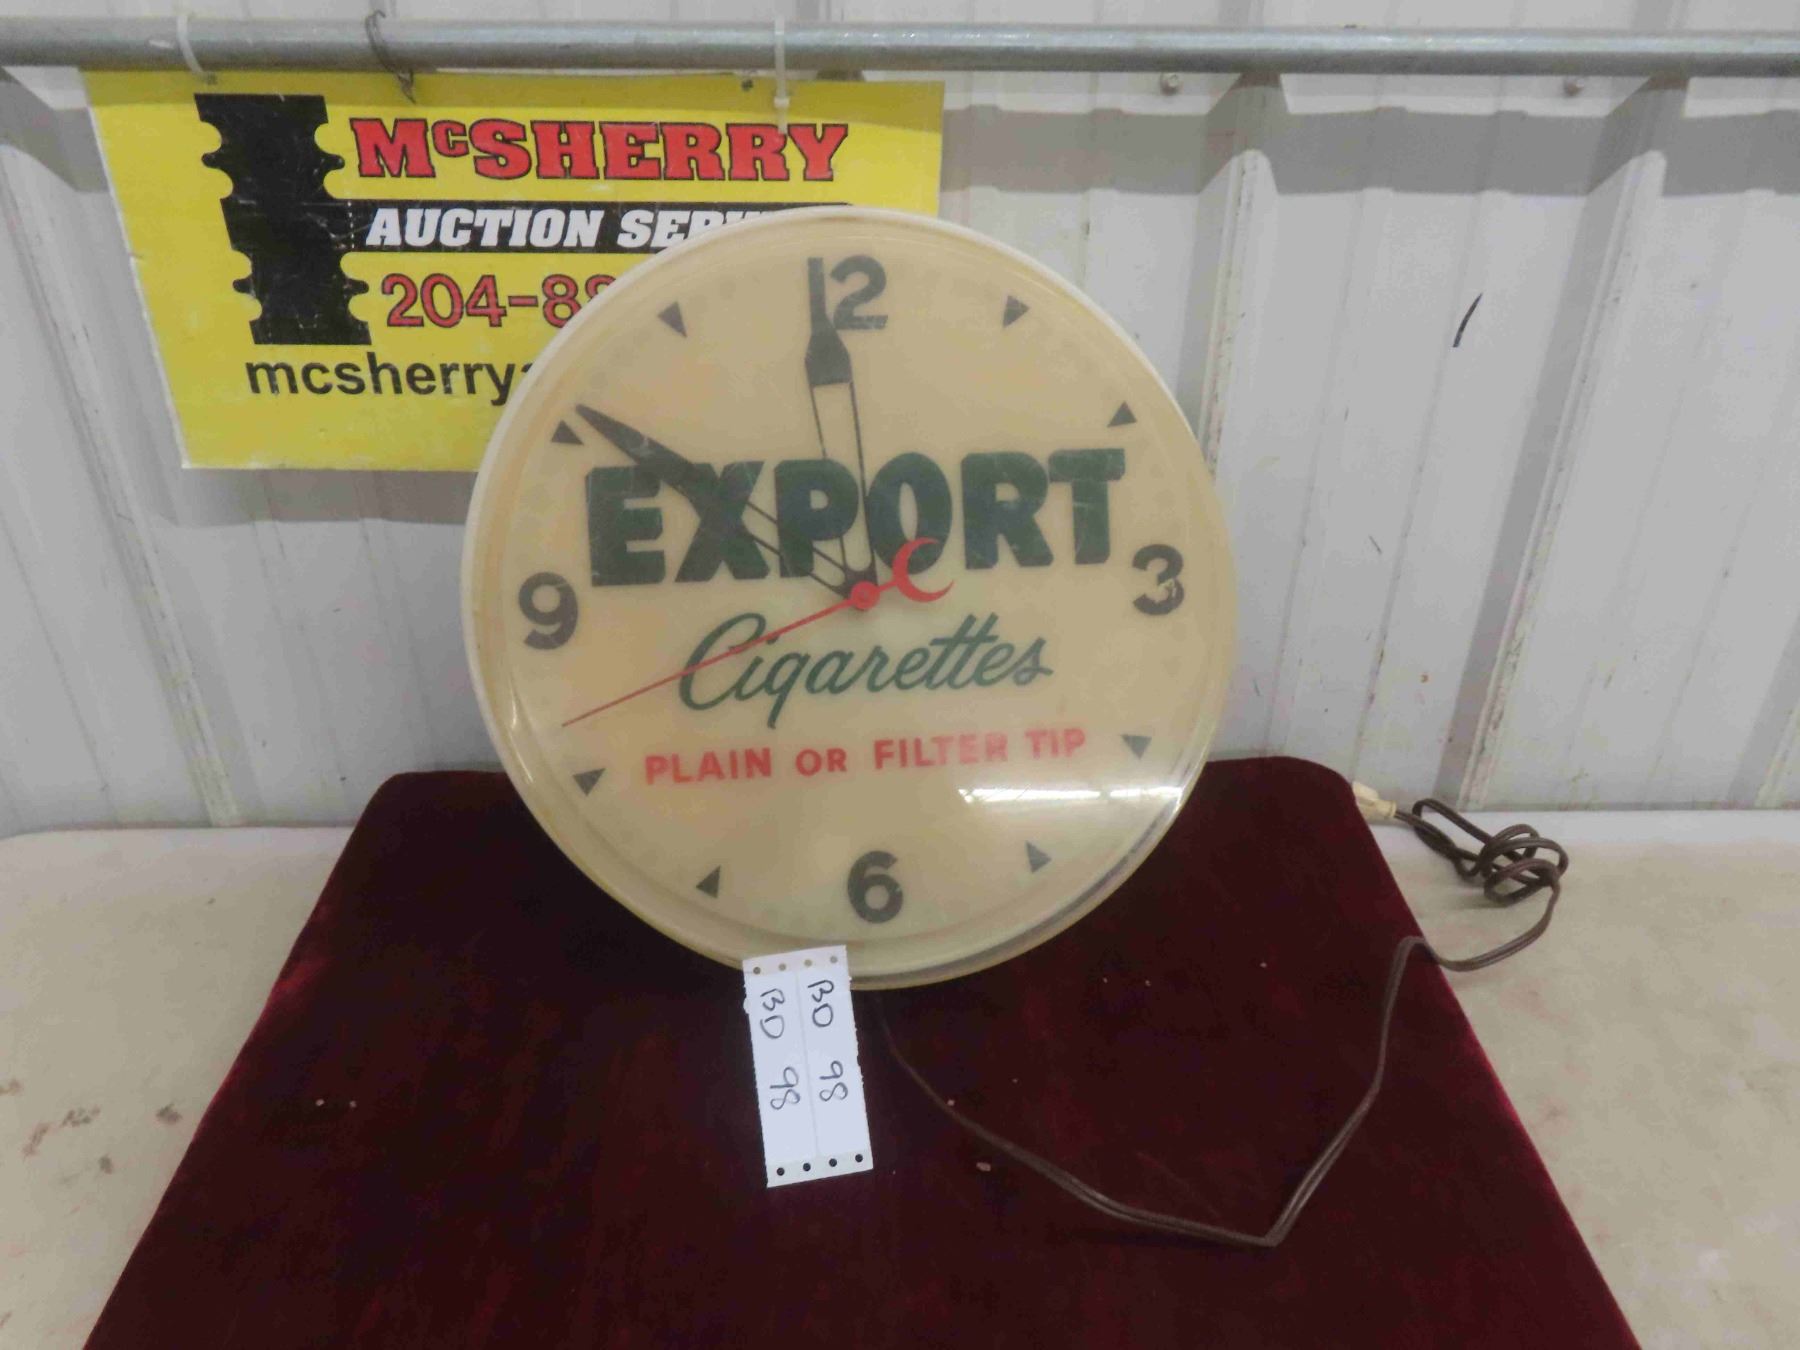 McSHERRY
AUCTION
204-8
mcsherry
12
EXPORT
9
3
Cigarettes
PLAIN OR FILTER TIP
6
BD 98
BD 98